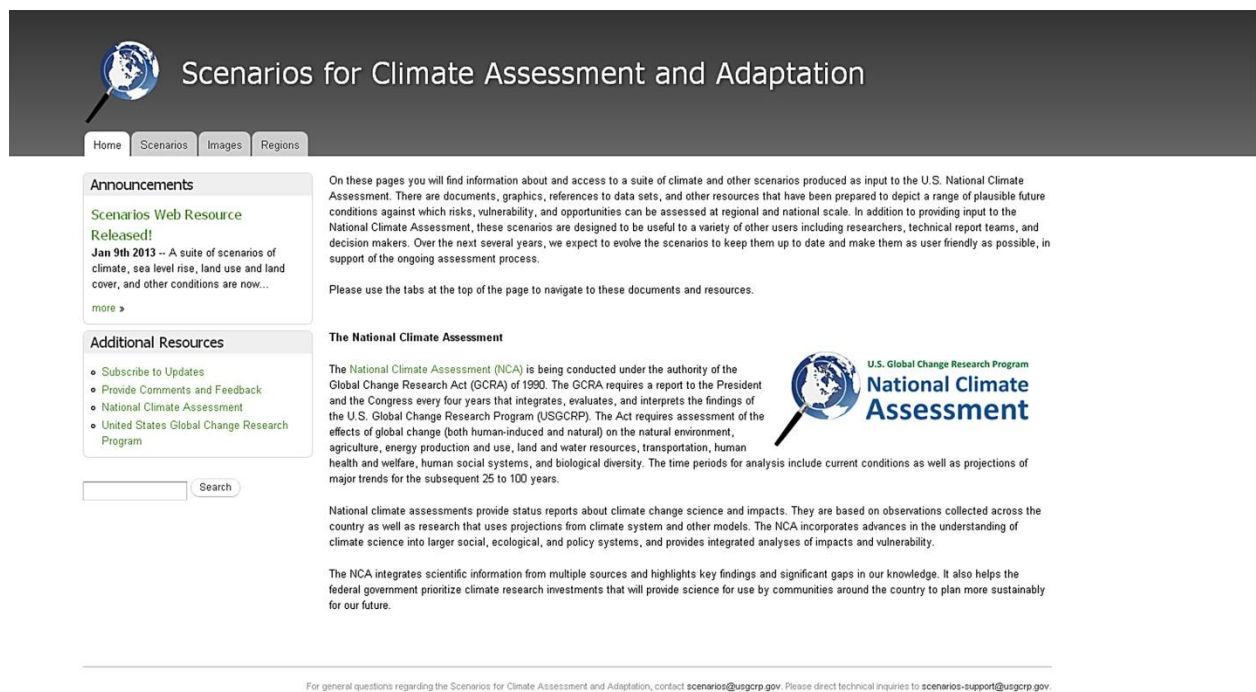 Scenarios for Climate Assessment and Adaptation
Home Scenarios Images Regions
Announcements
Scenarios Web Resource
Released!
Jan 9th 2013 -- A suite of scenarios of
climate, sea level rise, land use and land
cover, and other conditions are now...
more »
Additional Resources
Subscribe to Updates
Provide Comments and Feedback
National Climate Assessment
United States Global Change Research
Program
Search
On these pages you will find information about and access to a suite of climate and other scenarios produced as input to the U.S. National Climate
Assessment. There are documents, graphics, references to data sets, and other resources that have been prepared to depict a range of plausible future
conditions against which risks, vulnerability, and opportunities can be assessed at regional and national scale. In addition to providing input to the
National Climate Assessment, these scenarios are designed to be useful to a variety of other users including researchers, technical report teams, and
decision makers. Over the next several years, we expect to evolve the scenarios to keep them up to date and make them as user friendly as possible, in
support of the ongoing assessment process.
Please use the tabs at the top of the page to navigate to these documents and resources.
The National Climate Assessment
The National Climate Assessment (NCA) is being conducted under the authority of the
Global Change Research Act (GCRA) of 1990. The GCRA requires a report to the President
and the Congress every four years that integrates, evaluates, and interprets the findings of
the U.S. Global Change Research Program (USGCRP). The Act requires assessment of the
effects of global change (both human-induced and natural) on the natural environment,
agriculture, energy production and use, land and water resources, transportation, human
health and welfare, human social systems, and biological diversity. The time periods for analysis include current conditions as well as projections of
major trends for the subsequent 25 to 100 years.
U.S. Global Change Research Program
National Climate
Assessment
National climate assessments provide status reports about climate change science and impacts. They are based on observations collected across the
country as well as research that uses projections from climate system and other models. The NCA incorporates advances in the understanding of
climate science into larger social, ecological, and policy systems, and provides integrated analyses of impacts and vulnerability.
The NCA integrates scientific information from multiple sources and highlights key findings and significant gaps in our knowledge. It also helps the
federal government prioritize climate research investments that will provide science for use by communities around the country to plan more sustainably
for our future.
For general questions regarding the Scenarios for Climate Assessment and Adaptation, contact scenarios@usgcrp.gov. Please direct technical inquiries to scenarios-support@usgcrp.gov.